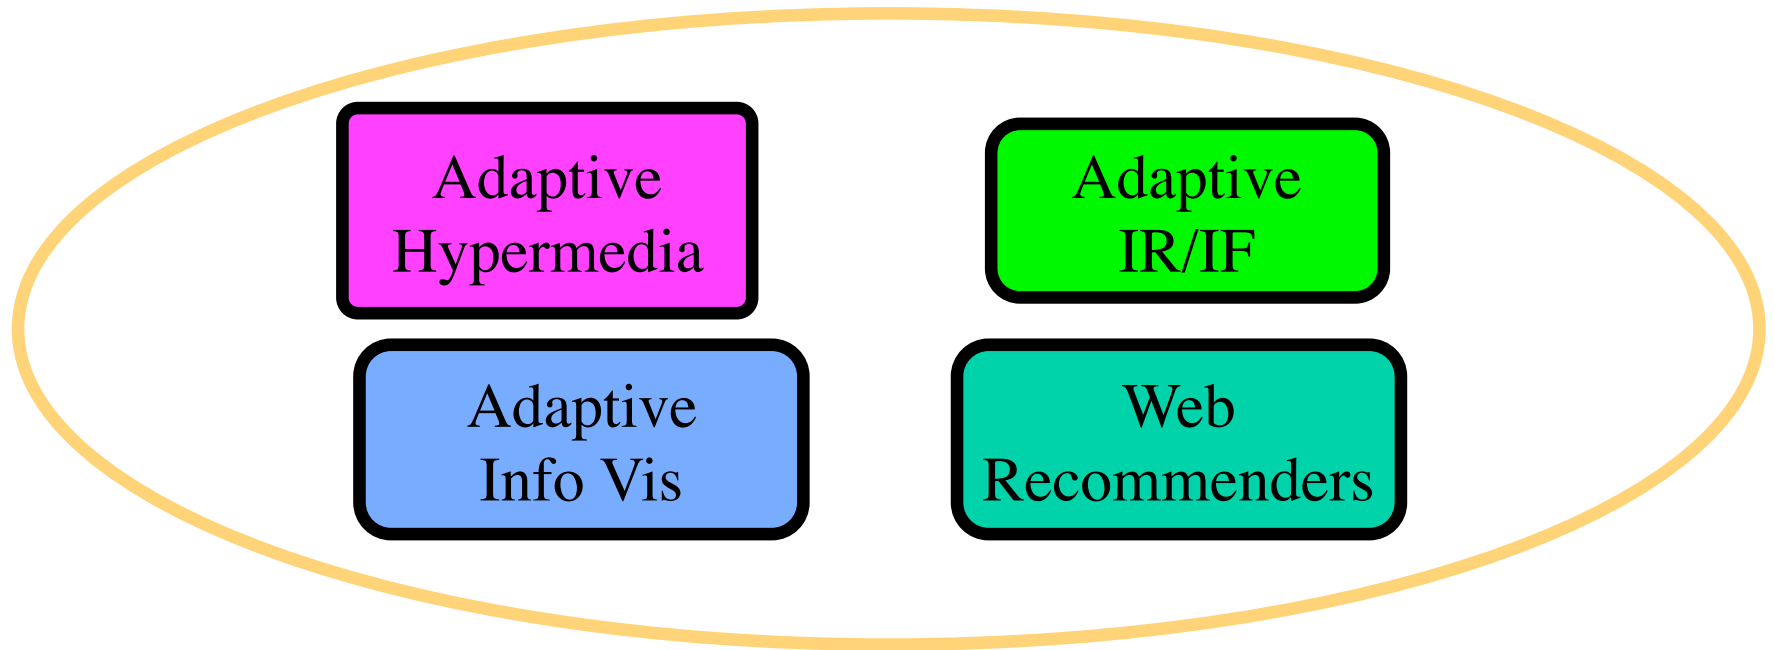 Adaptive
Hypermedia
Adaptive
IR/IF
Adaptive
Info Vis
Web
Recommenders